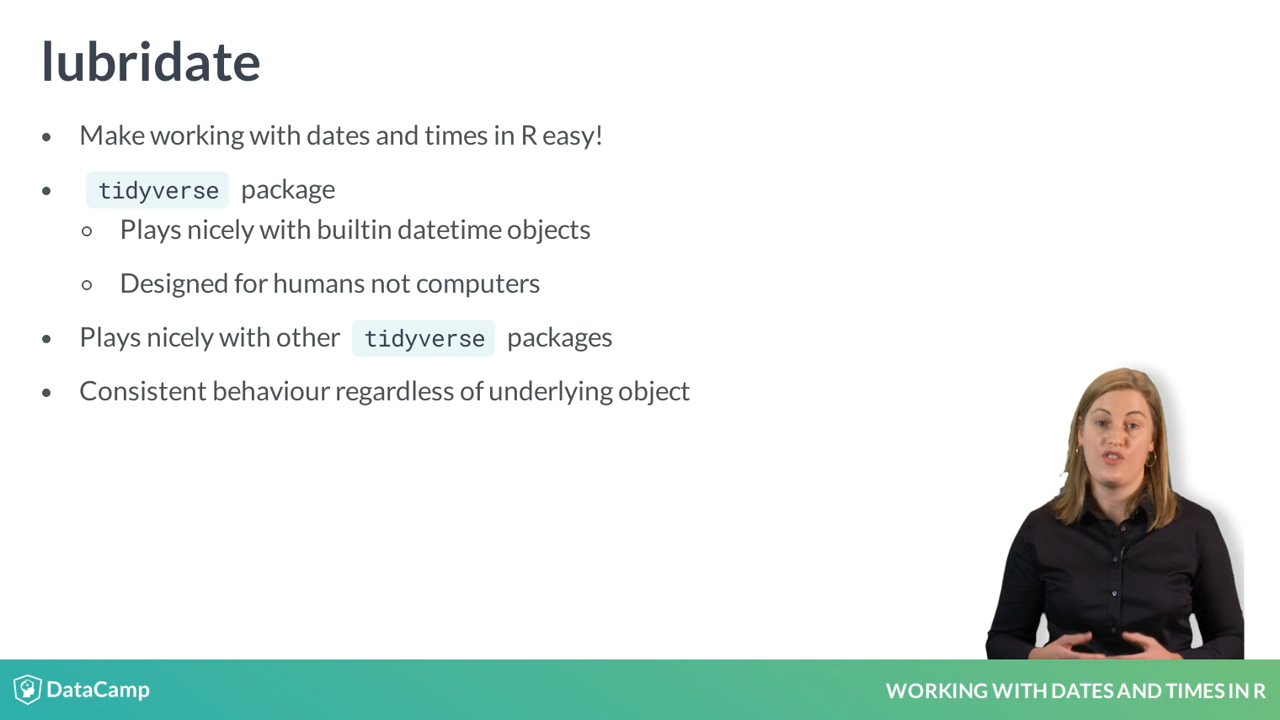 lubridate
• Make working with dates and times in R easy!
• tidyverse package
○ Plays nicely with builtin datetime objects
○ Designed for humans not computers
• Plays nicely with other tidyverse packages
• Consistent behaviour regardless of underlying object
DataCamp
WORKING WITH DATES AND TIMES IN R